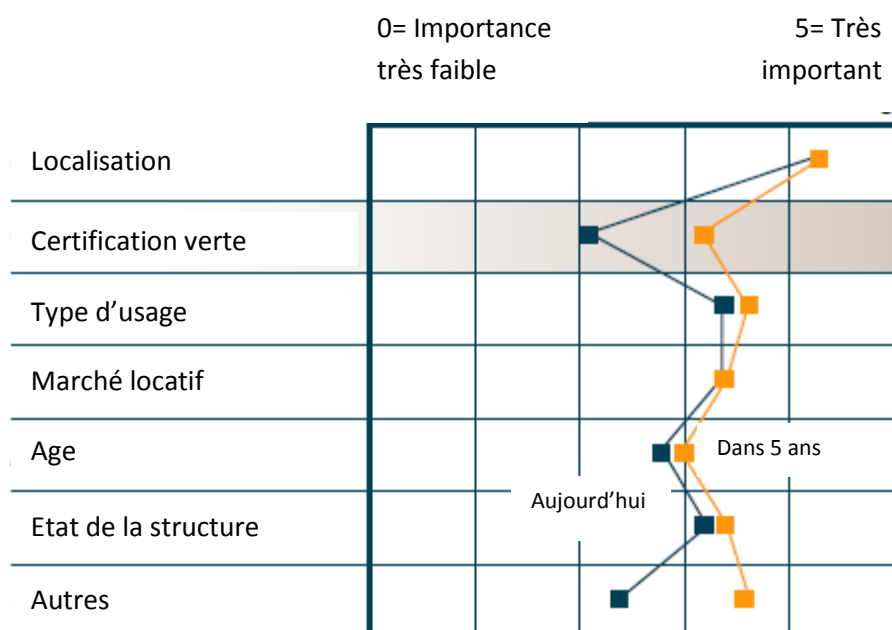 0= Importance
très faible
5= Très
important
Localisation
Certification verte
Type d’usage
Marché locatif
Age
Dans 5 ans
Aujourd’hui
Etat de la structure
Autres